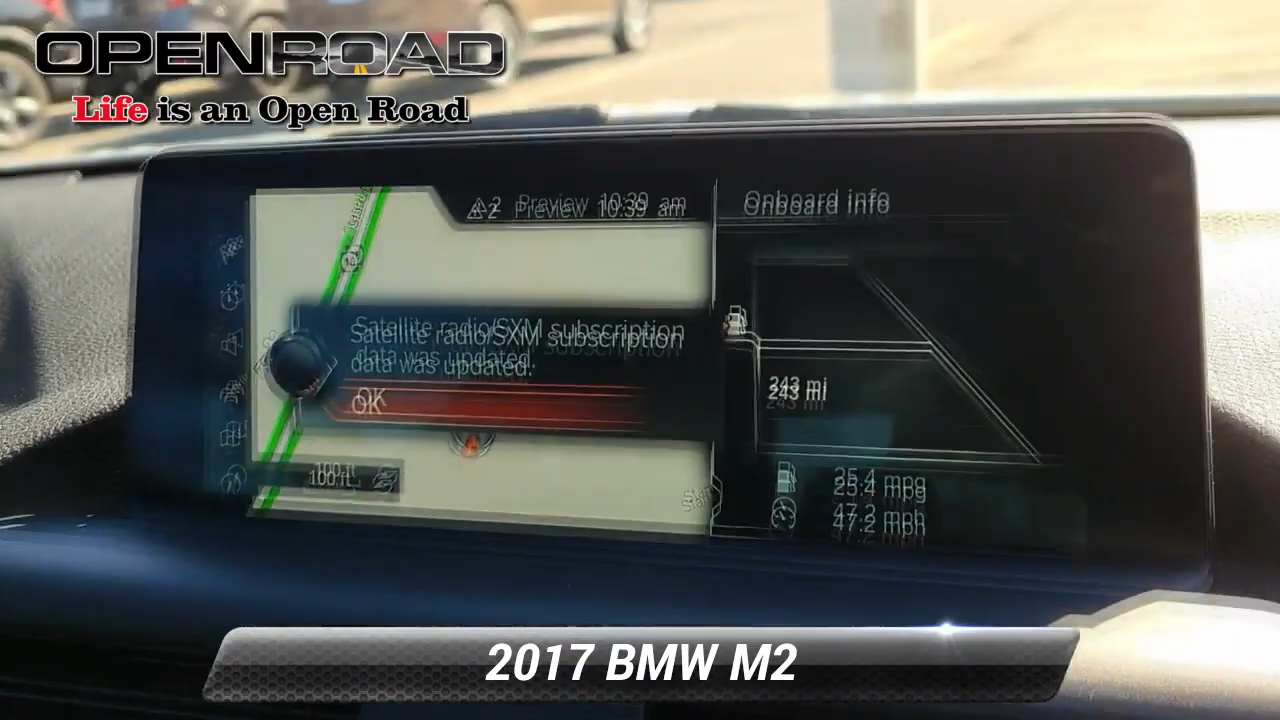 OPENROAD
Life is an Open Road
2 Preview 10:39 am
Onboard info
Satellite radio/SXM subscription
data was updated.
OK
243 mi
100 ft
25.4 mpg
47.2 mph
2017 BMW M2